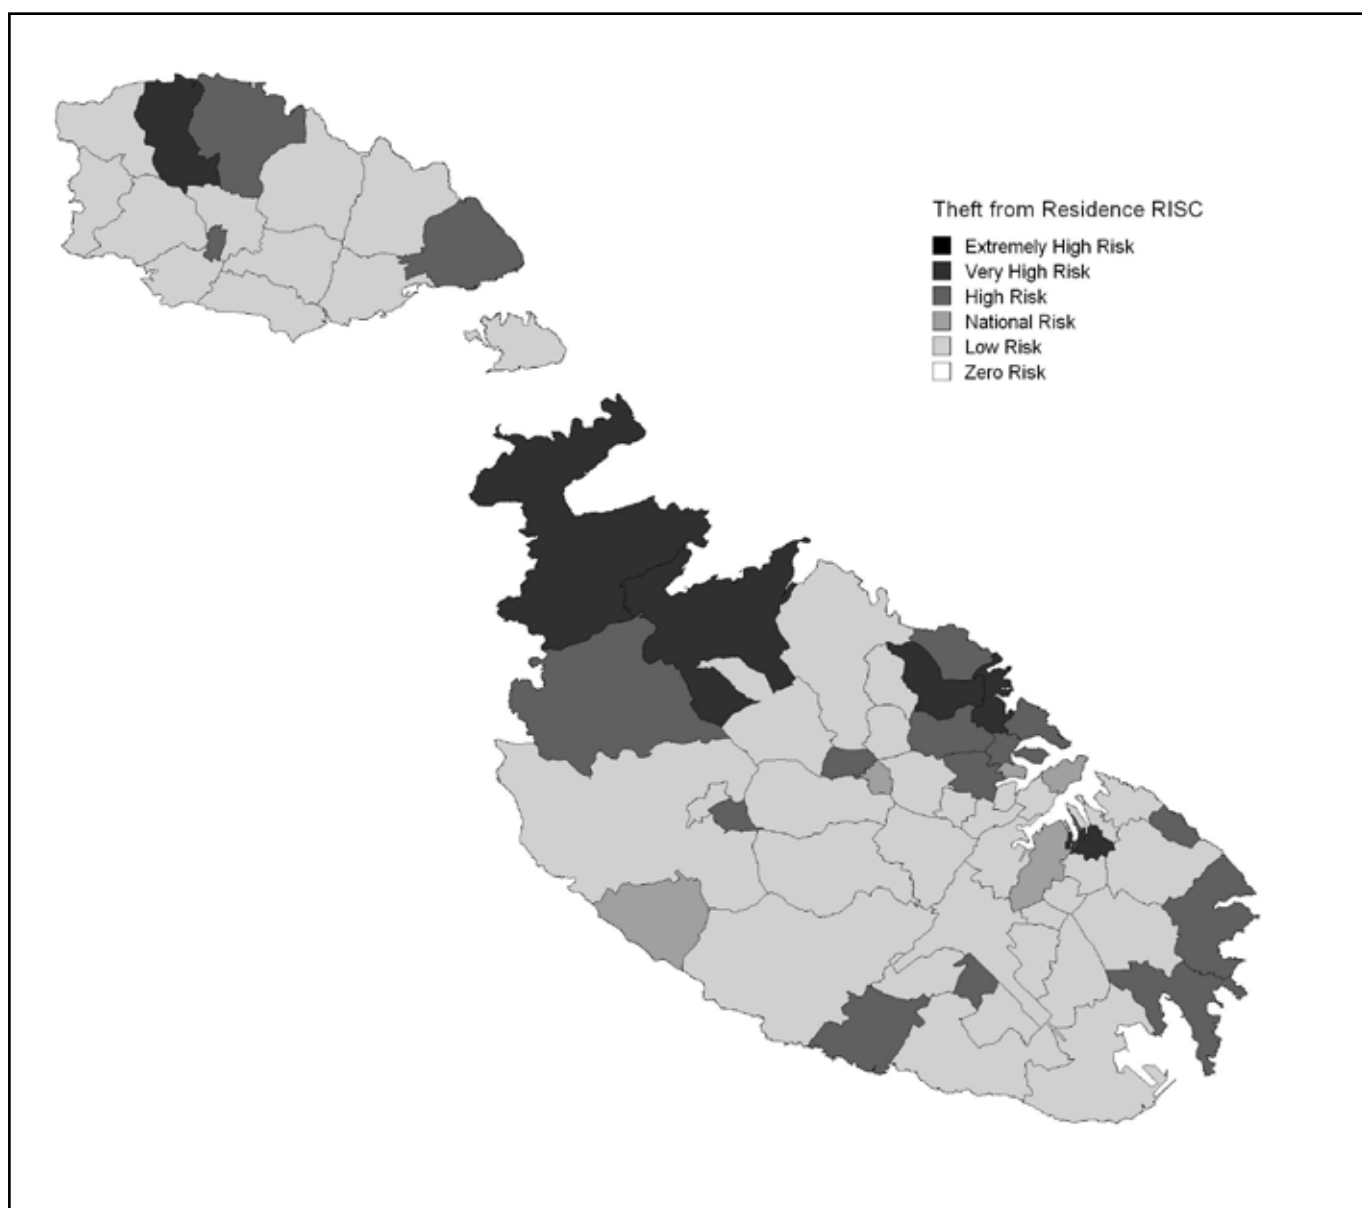 Theft from Residence RISC
Extremely High Risk
Very High Risk
High Risk
National Risk
Low Risk
Zero Risk